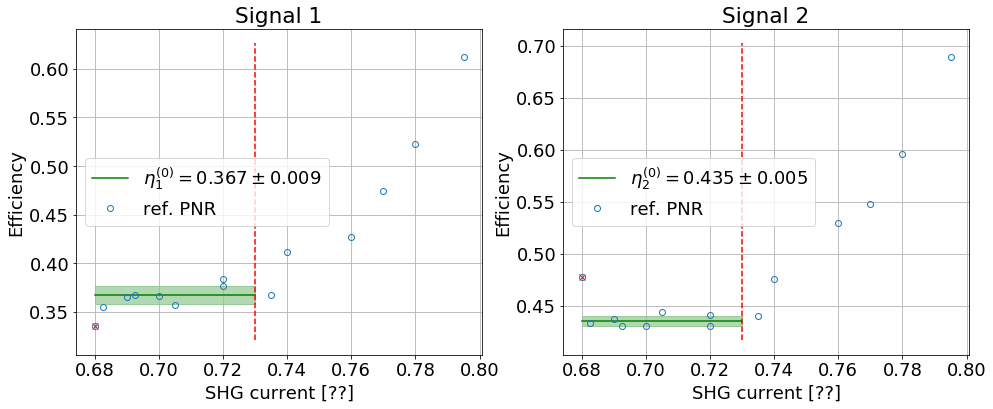 Signal 1
Efficiency
0.60
0.55
0.50
0.45
0.40
0.35
η₁⁽⁰⁾ = 0.367 ± 0.009
ref. PNR
0.68 0.70 0.72 0.74 0.76 0.78 0.80
SHG current [??]
Signal 2
Efficiency
0.70
0.65
0.60
0.55
0.50
0.45
η₂⁽⁰⁾ = 0.435 ± 0.005
ref. PNR
0.68 0.70 0.72 0.74 0.76 0.78 0.80
SHG current [??]